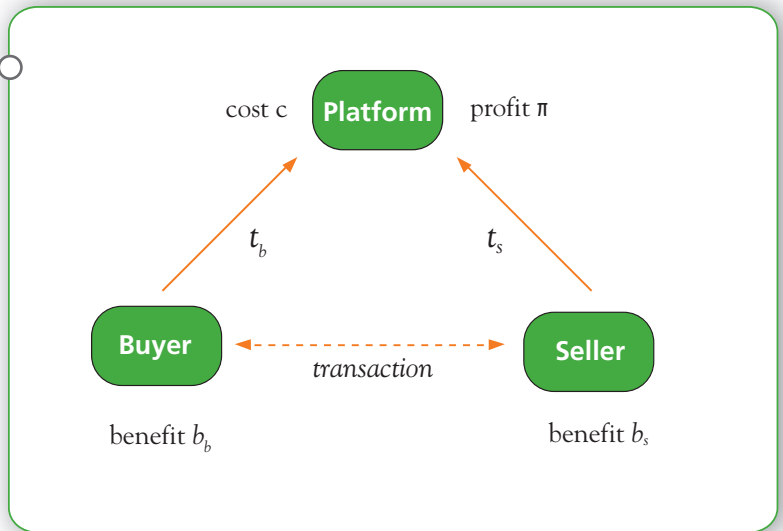 cost c
Platform
profit π
t_b
t_s
Buyer
transaction
Seller
benefit b_b
benefit b_s